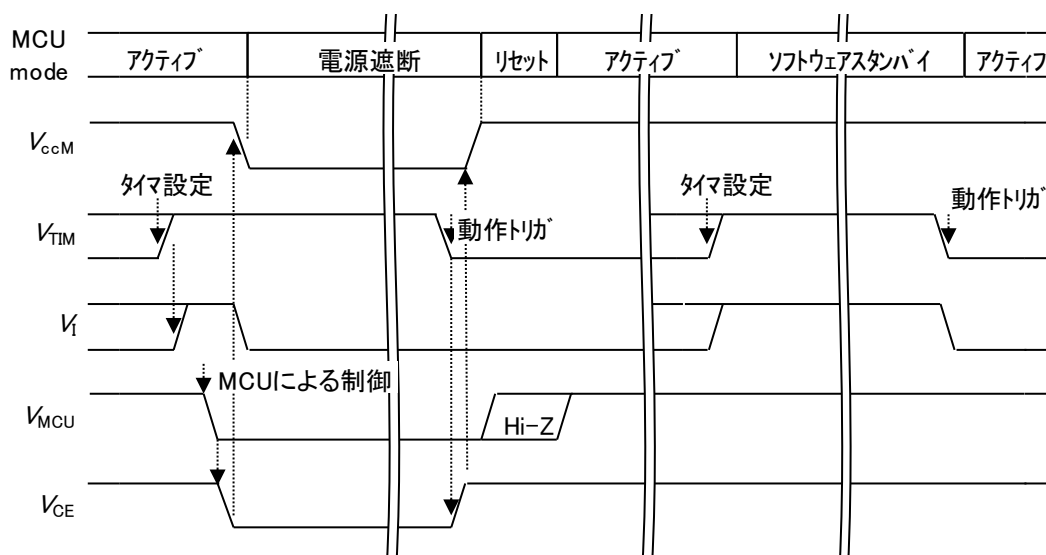 MCU
mode
アクティブ 電源遮断 リセット アクティブ ソフトウェアスタンバイ アクティブ
VccM
タイマ設定 タイマ設定 動作トリガ
VTIM 動作トリガ
VI
MCUによる制御
VMCU Hi-Z
VCE